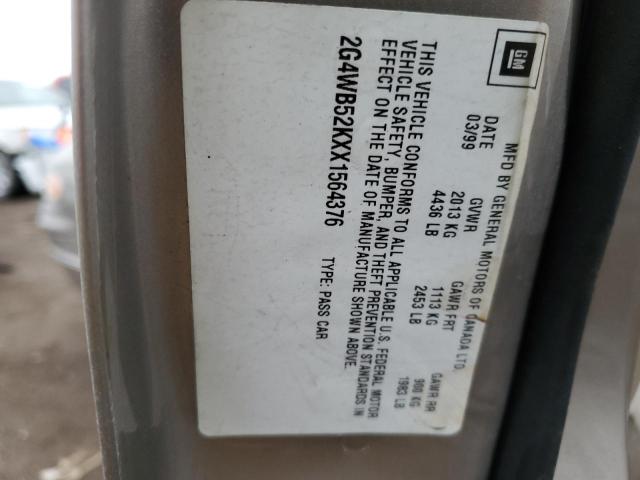 GM
MFD BY GENERAL MOTORS OF CANADA LTD.
DATE GVWR GAWR FRT GAWR RR
03/99 2013 KG 1113 KG 900 KG
4436 LB 2453 LB 1983 LB
THIS VEHICLE CONFORMS TO ALL APPLICABLE U.S. FEDERAL MOTOR
VEHICLE SAFETY, BUMPER, AND THEFT PREVENTION STANDARDS IN
EFFECT ON THE DATE OF MANUFACTURE SHOWN ABOVE.
2G4WB52KXX1564376 TYPE: PASS CAR